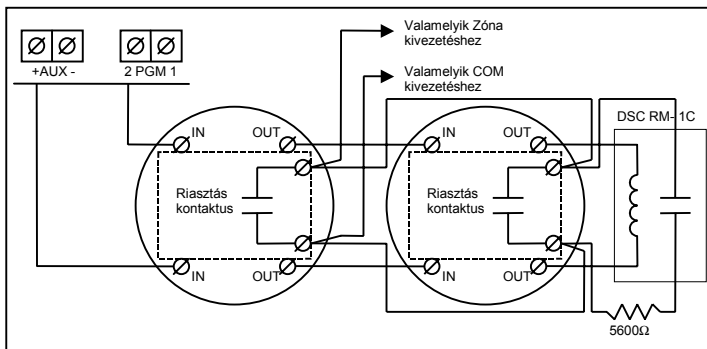 Valamelyik Zóna
kivezetéshez
+AUX -
2 PGM 1
Valamelyik COM
kivezetéshez
DSC RM- 1C
IN
OUT
IN
OUT
Riasztás
kontaktus
Riasztás
kontaktus
IN
OUT
IN
OUT
5600Ω